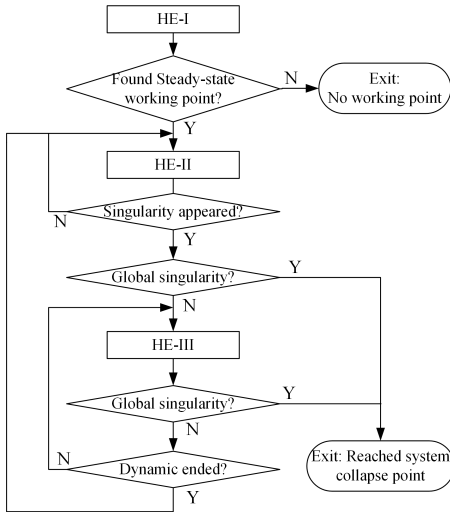 HE-I
Found Steady-state
working point?
N
Exit:
No working point
Y
HE-II
Singularity appeared?
N
Y
Global singularity?
Y
N
HE-III
Global singularity?
Y
N
Dynamic ended?
N
Y
Exit: Reached system
collapse point